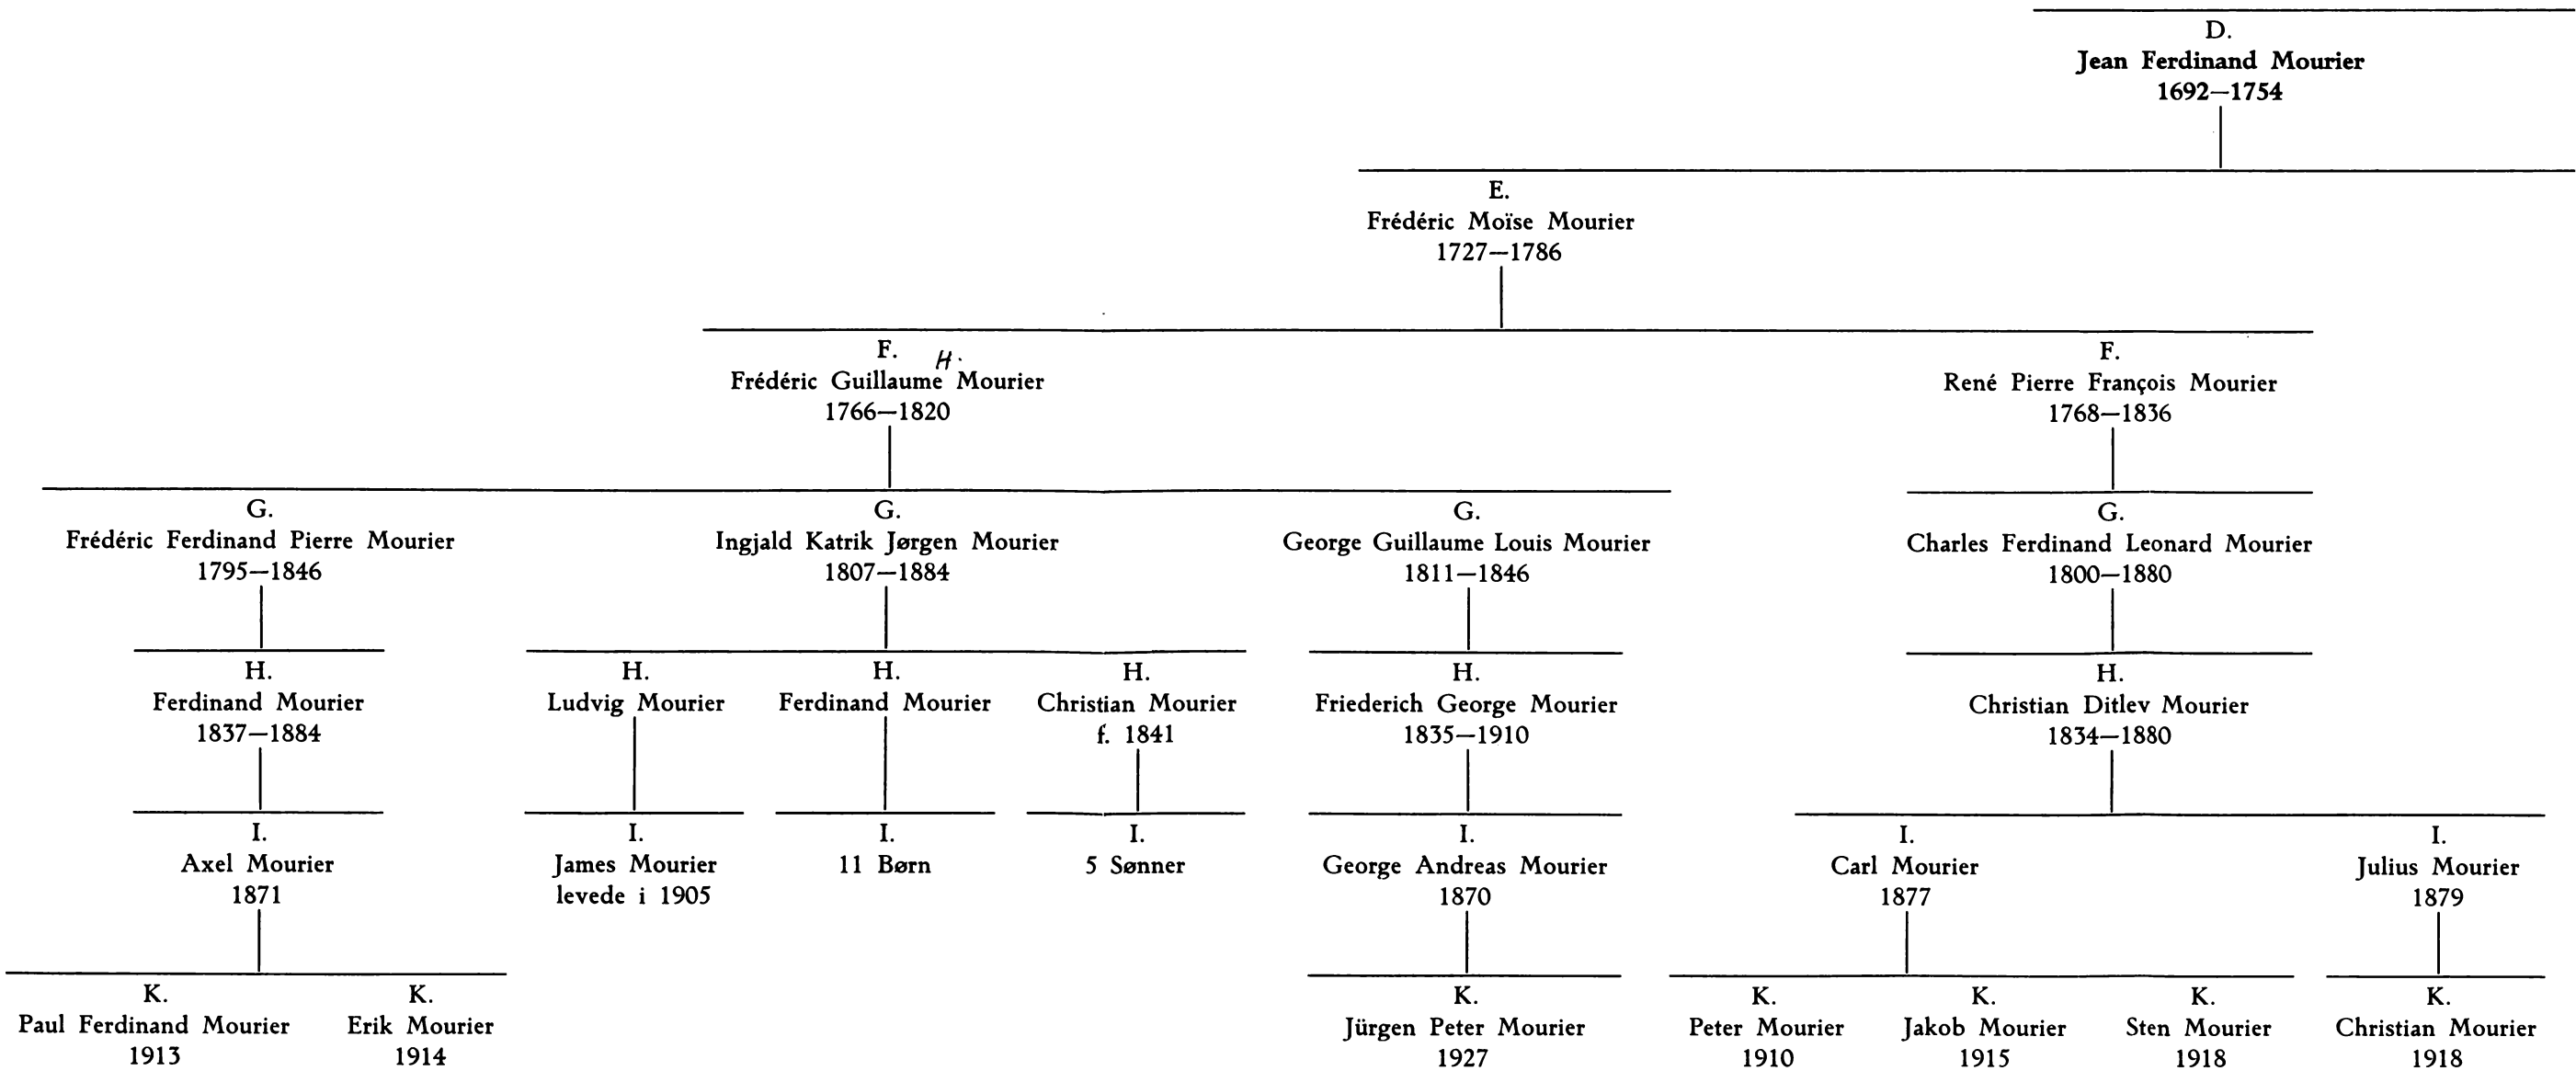 D.
Jean Ferdinand Mourier
1692—1754
E.
Frédéric Moïse Mourier
1727—1786
F.
H.
Frédéric Guillaume Mourier
1766—1820
F.
René Pierre François Mourier
1768—1836
G.
Frédéric Ferdinand Pierre Mourier
1795—1846
G.
Ingjald Katrik Jørgen Mourier
1807—1884
G.
George Guillaume Louis Mourier
1811—1846
G.
Charles Ferdinand Leonard Mourier
1800—1880
H.
Ferdinand Mourier
1837—1884
H.
Ludvig Mourier
H.
Ferdinand Mourier
H.
Christian Mourier
f. 1841
H.
Friederich George Mourier
1835—1910
H.
Christian Ditlev Mourier
1834—1880
I.
Axel Mourier
1871
I.
James Mourier
levede i 1905
I.
11 Børn
I.
5 Sønner
I.
George Andreas Mourier
1870
I.
Carl Mourier
1877
I.
Julius Mourier
1879
K.
Paul Ferdinand Mourier
1913
K.
Erik Mourier
1914
K.
Jürgen Peter Mourier
1927
K.
Peter Mourier
1910
K.
Jakob Mourier
1915
K.
Sten Mourier
1918
K.
Christian Mourier
1918